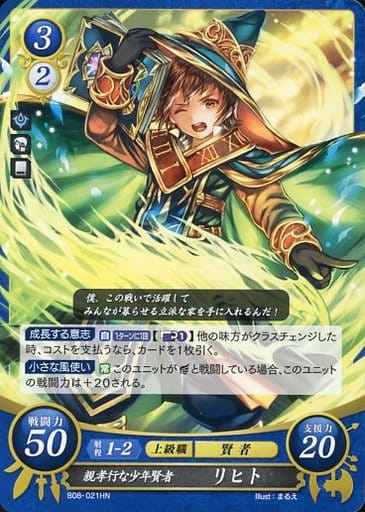 3
2
XII XI
僕、この戦いで活躍して
みんなが暮らせる立派な家を手に入れるんだ!
成長する意志 自 1ターンに1回 【1】他の味方がクラスチェンジした
時、コストを支払うなら、カードを1枚引く。
小さな風使い 常 このユニットがと戦闘している場合、このユニット
の戦闘力は+20される。
戦闘力
50
射程 1-2 上級職 賢者
支援力
20
親孝行な少年賢者 リヒト
B08-021HN
Illust:まるえ